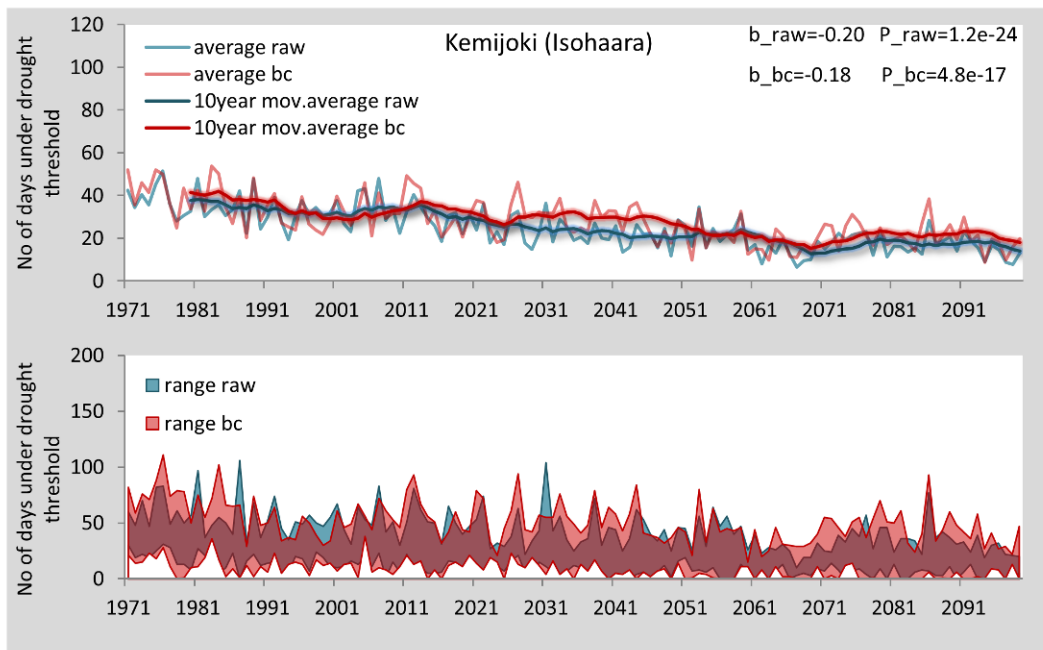 Kemijoki (Isohaara)
b_raw=-0.20 P_raw=1.2e-24
b_bc=-0.18 P_bc=4.8e-17
average raw
average bc
10year mov.average raw
10year mov.average bc
No of days under drought
threshold
120
100
80
60
40
20
0
1971 1981 1991 2001 2011 2021 2031 2041 2051 2061 2071 2081 2091
range raw
range bc
No of days under drought
threshold
200
150
100
50
0
1971 1981 1991 2001 2011 2021 2031 2041 2051 2061 2071 2081 2091